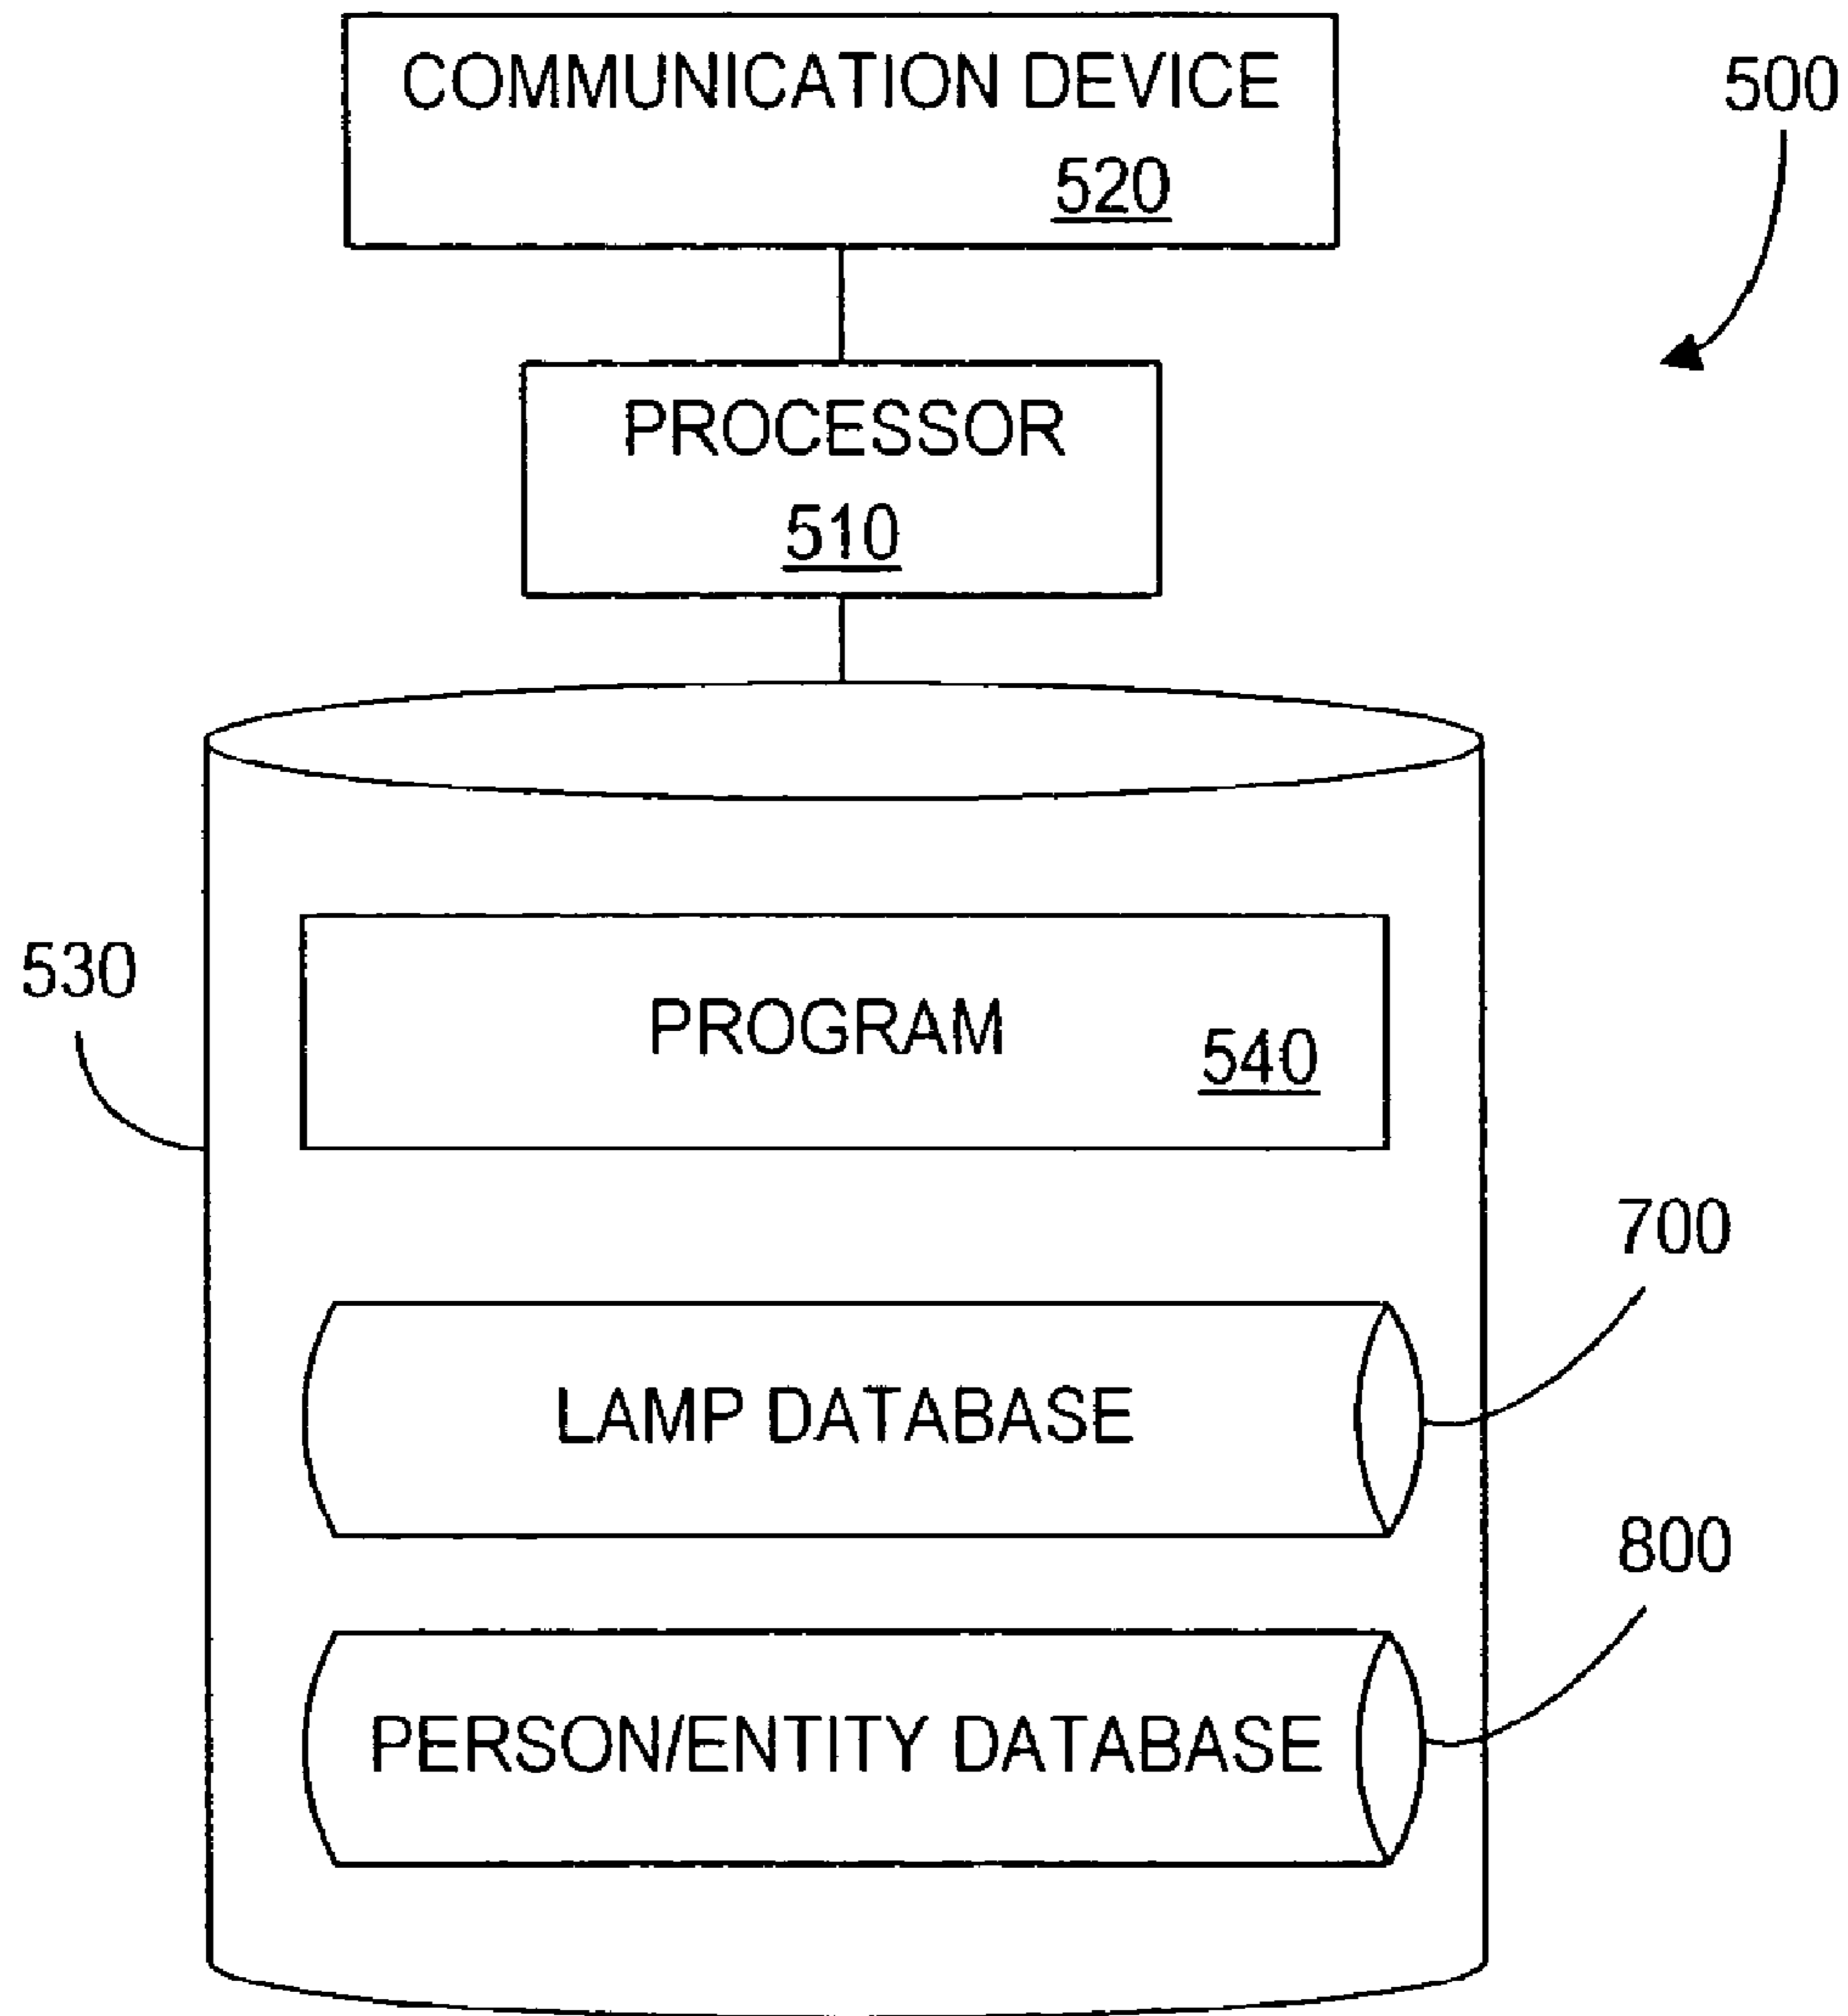 COMMUNICATION DEVICE
520
500
PROCESSOR
510
530
PROGRAM
540
700
LAMP DATABASE
800
PERSON/ENTITY DATABASE